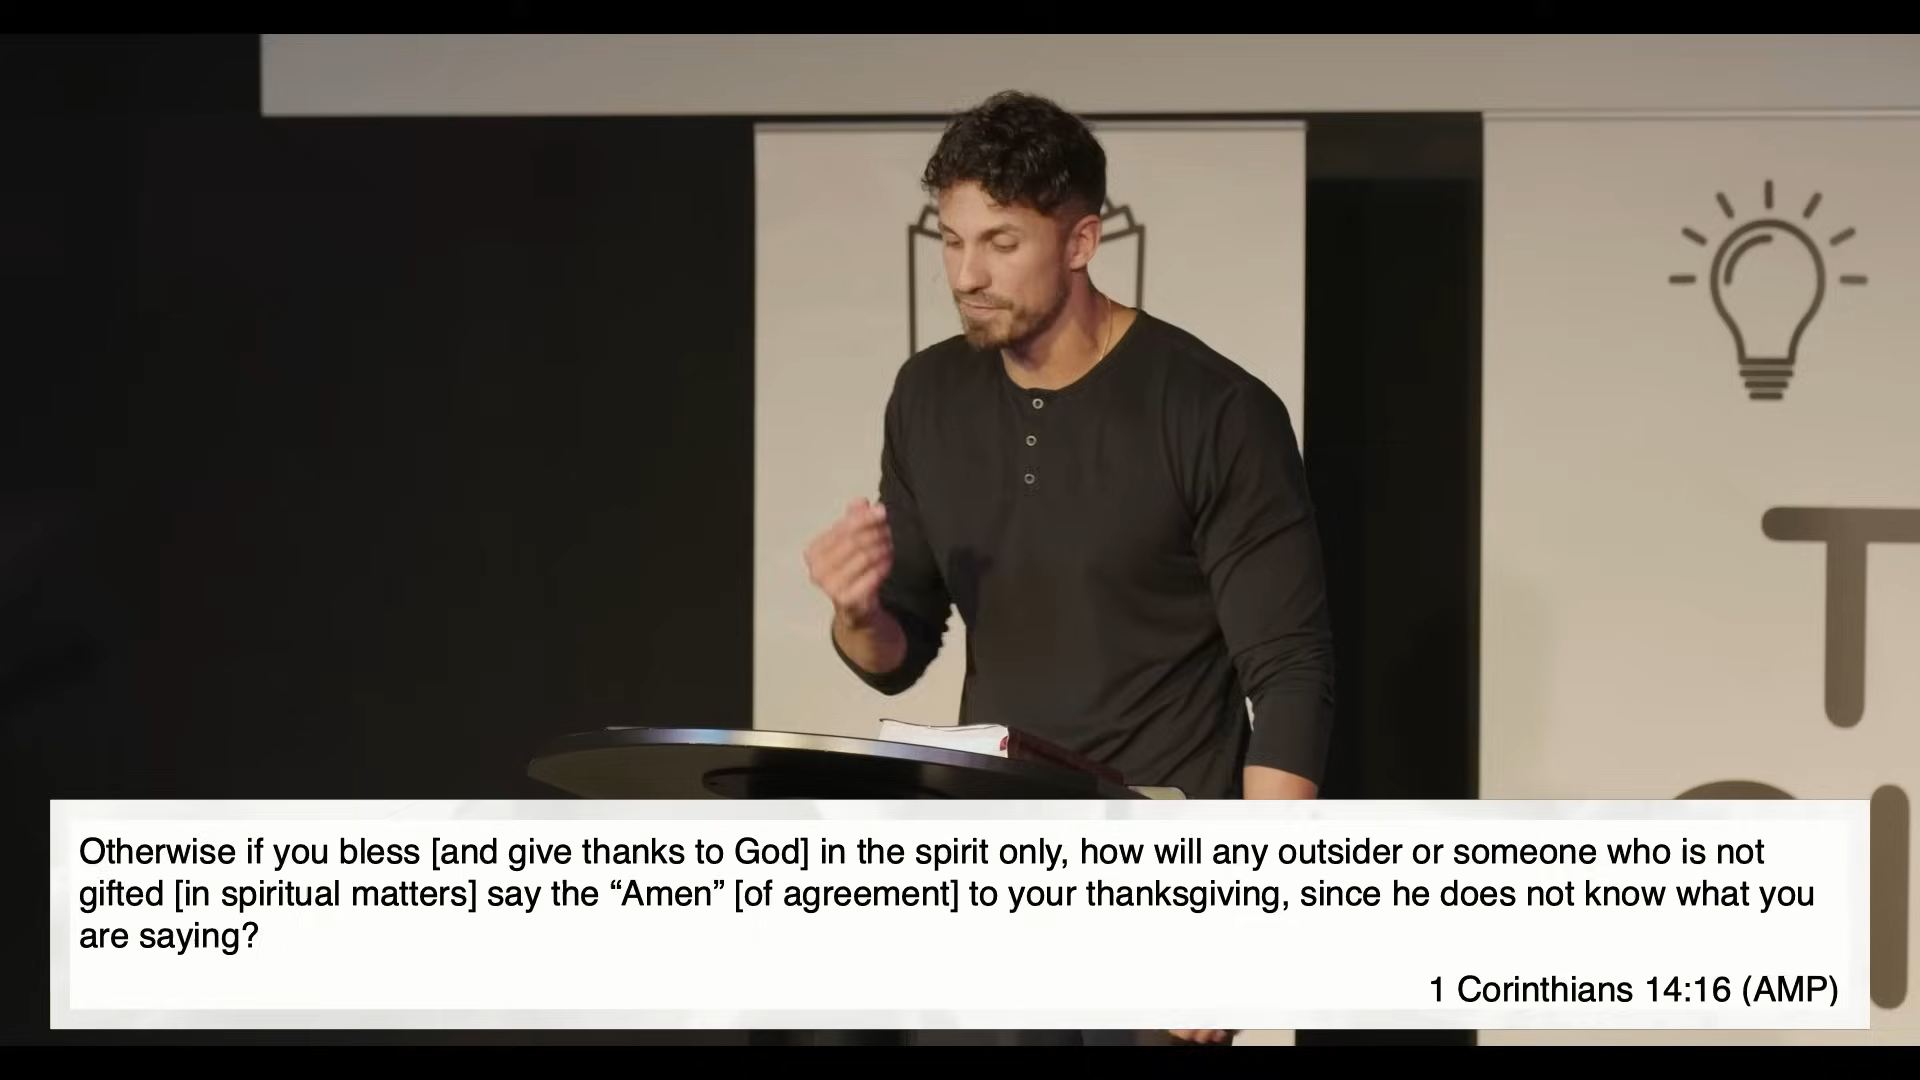 T
Otherwise if you bless [and give thanks to God] in the spirit only, how will any outsider or someone who is not
gifted [in spiritual matters] say the “Amen” [of agreement] to your thanksgiving, since he does not know what you
are saying?
1 Corinthians 14:16 (AMP)